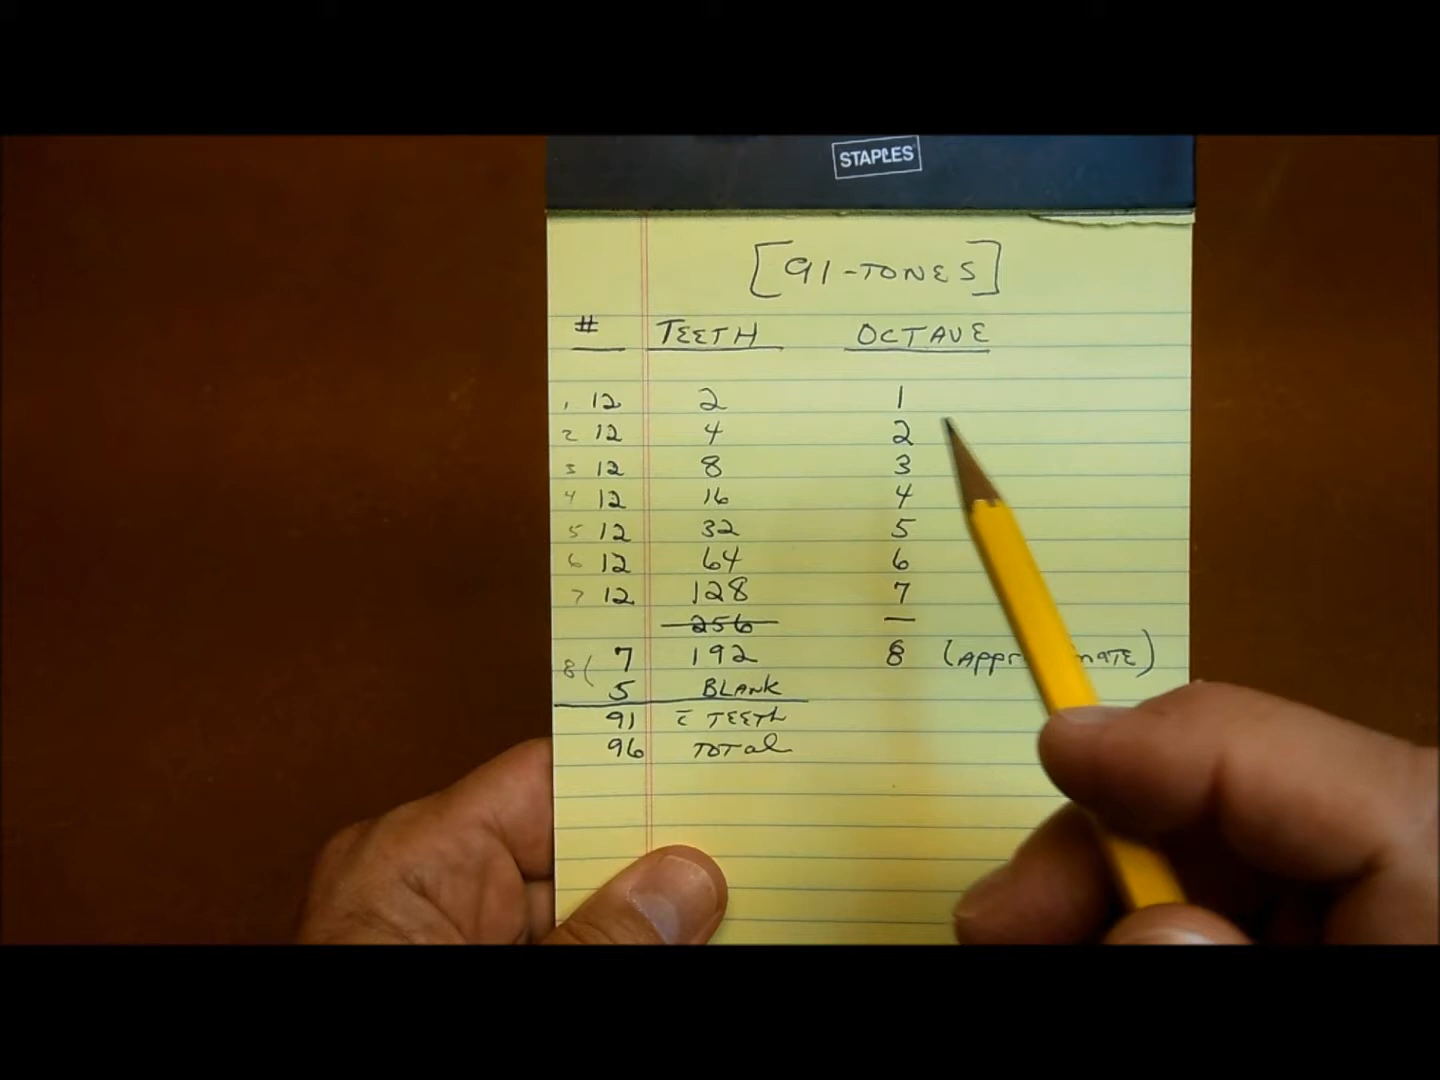 STAPLES
[91-TONES]
# TEETH OCTAVE
1 12 2 1
2 12 4 2
3 12 8 3
4 12 16 4
5 12 32 5
6 12 64 6
7 12 128 7
256 —
8( 7 192 8 (Approximate)
5 BLANK
91 c̄ TEETH
96 TOTAL